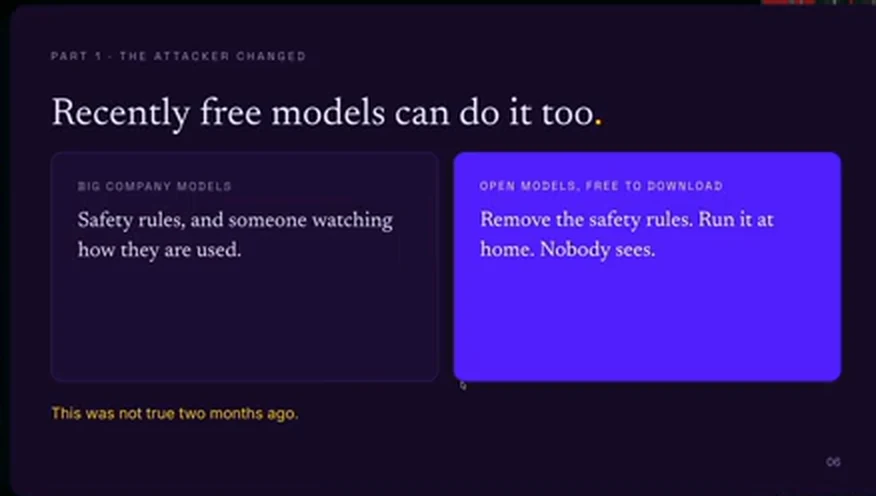 PART 1 · THE ATTACKER CHANGED
Recently free models can do it too.
BIG COMPANY MODELS
Safety rules, and someone watching
how they are used.
OPEN MODELS, FREE TO DOWNLOAD
Remove the safety rules. Run it at
home. Nobody sees.
This was not true two months ago.
06